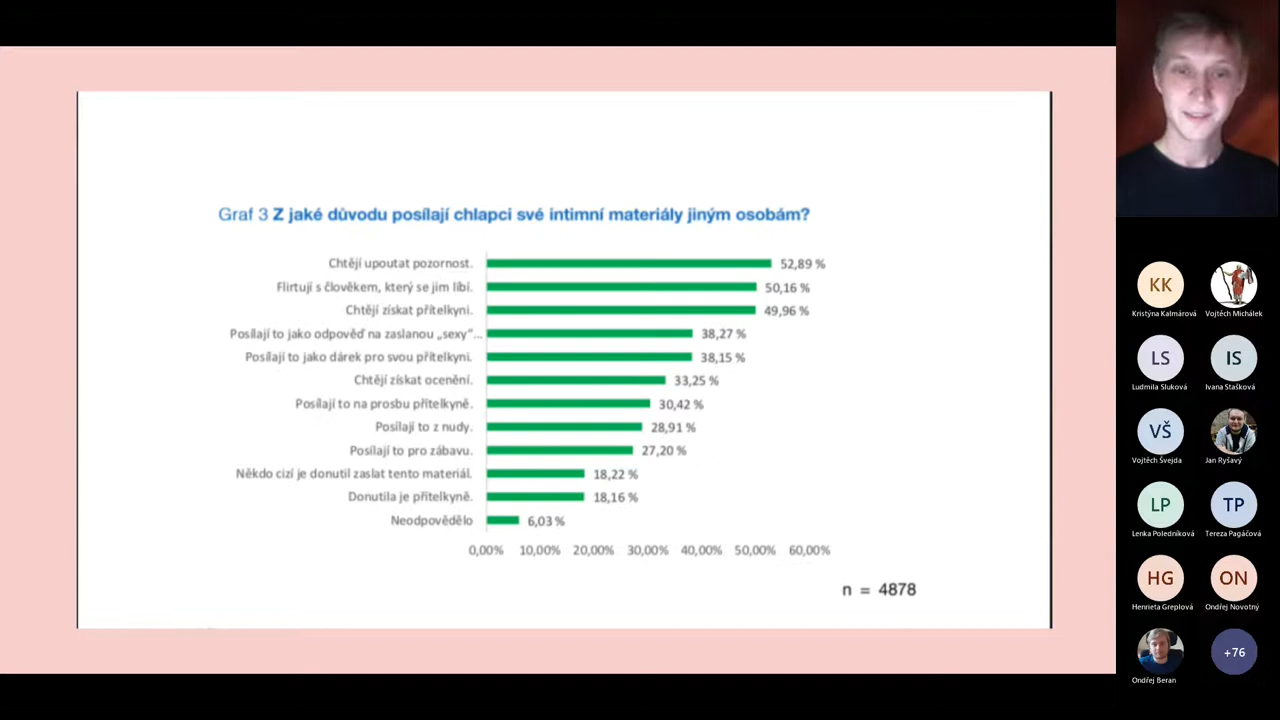 Graf 3 Z jaké důvodu posílají chlapci své intimní materiály jiným osobám?
Chtějí upoutat pozornost. 52,89 %
Flirtují s člověkem, který se jim líbí. 50,16 %
Chtějí získat přítelkyni. 49,96 %
Posílají to jako odpověď na zaslanou „sexy“... 38,27 %
Posílají to jako dárek pro svou přítelkyni. 38,15 %
Chtějí získat ocenění. 33,25 %
Posílají to na prosbu přítelkyně. 30,42 %
Posílají to z nudy. 28,91 %
Posílají to pro zábavu. 27,20 %
Někdo cizí je donutil zaslat tento materiál. 18,22 %
Donutila je přítelkyně. 18,16 %
Neodpovědělo 6,03 %
0,00% 10,00% 20,00% 30,00% 40,00% 50,00% 60,00%
n = 4878
KK
Kristýna Kalmárová Vojtěch Michálek
LS IS
Ludmila Sluková Ivana Stašková
VŠ
Vojtěch Švejda Jan Ryšavý
LP TP
Lenka Poledníková Tereza Pagáčová
HG ON
Henrieta Greplová Ondřej Novotný
+76
Ondřej Beran